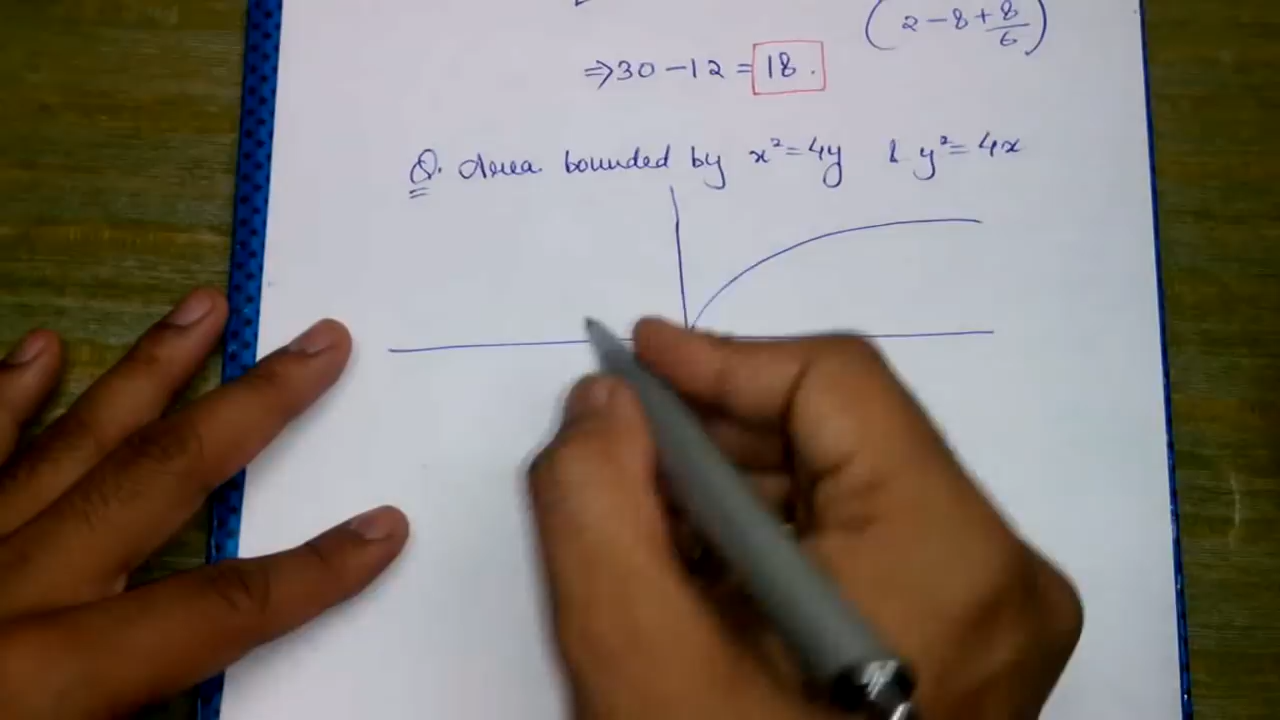 (2-8+8/6)
⇒30-12=18.
Q. Area bounded by x²=4y & y²=4x